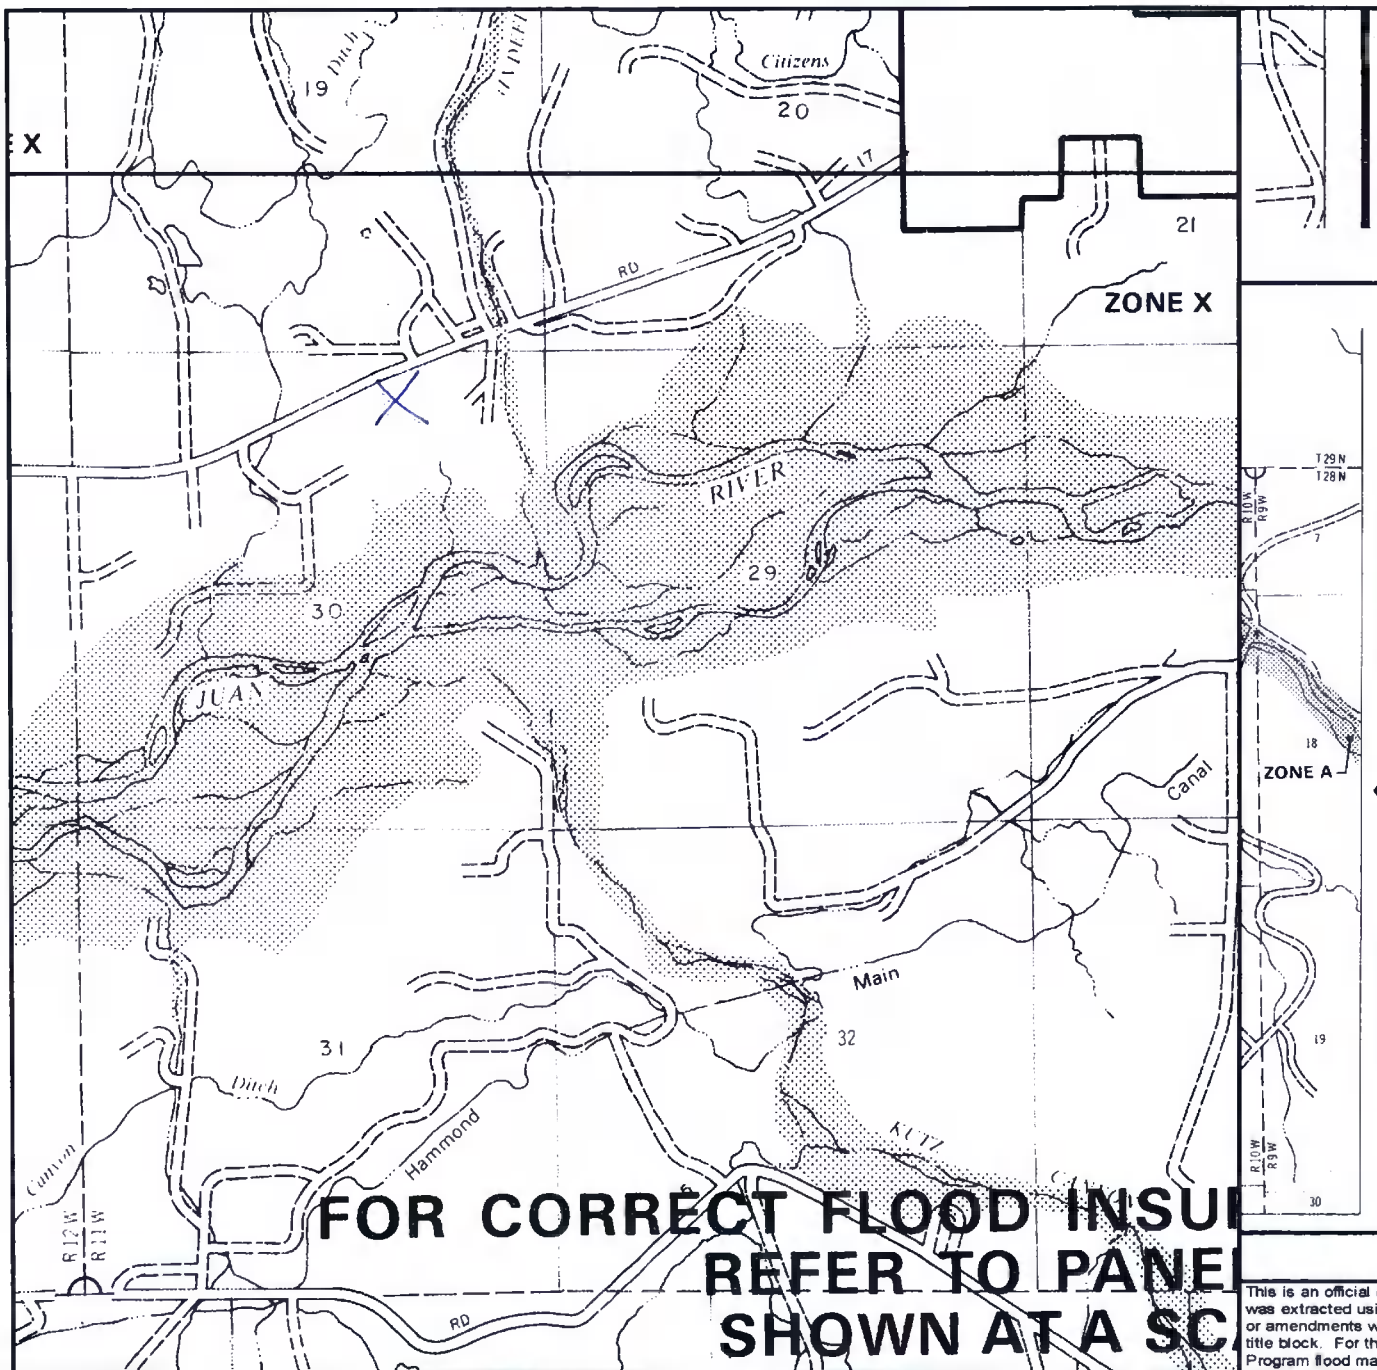 19
Ditch
Citizens
20
E X
17
21
RD
ZONE X
T29N
T28N
R10W
R9W
7
RIVER
29
30
JUAN
18
ZONE A
Canal
Main
31
32
19
Ditch
KUTZ
Hammond
Canyon
R10W
R9W
6
30
R12W
R11W
FOR CORRECT FLOOD INSU
REFER TO PANE
SHOWN AT A SC
RD
This is an official
was extracted usi
or amendments w
title block. For th
Program flood ma